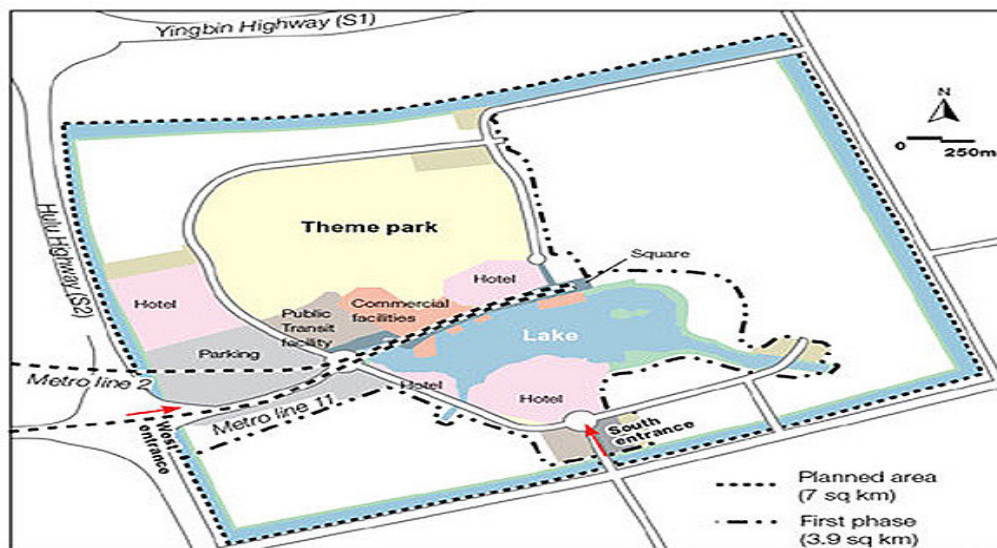 Yingbin Highway (S1)
N
0 250m
Hulu Highway (S2)
Theme park
Square
Hotel
Hotel
Public
Transit
facility
Commercial
facilities
Lake
Parking
Metro line 2
Hotel
Hotel
Metro line 11
West
entrance
South
entrance
Planned area
(7 sq km)
First phase
(3.9 sq km)